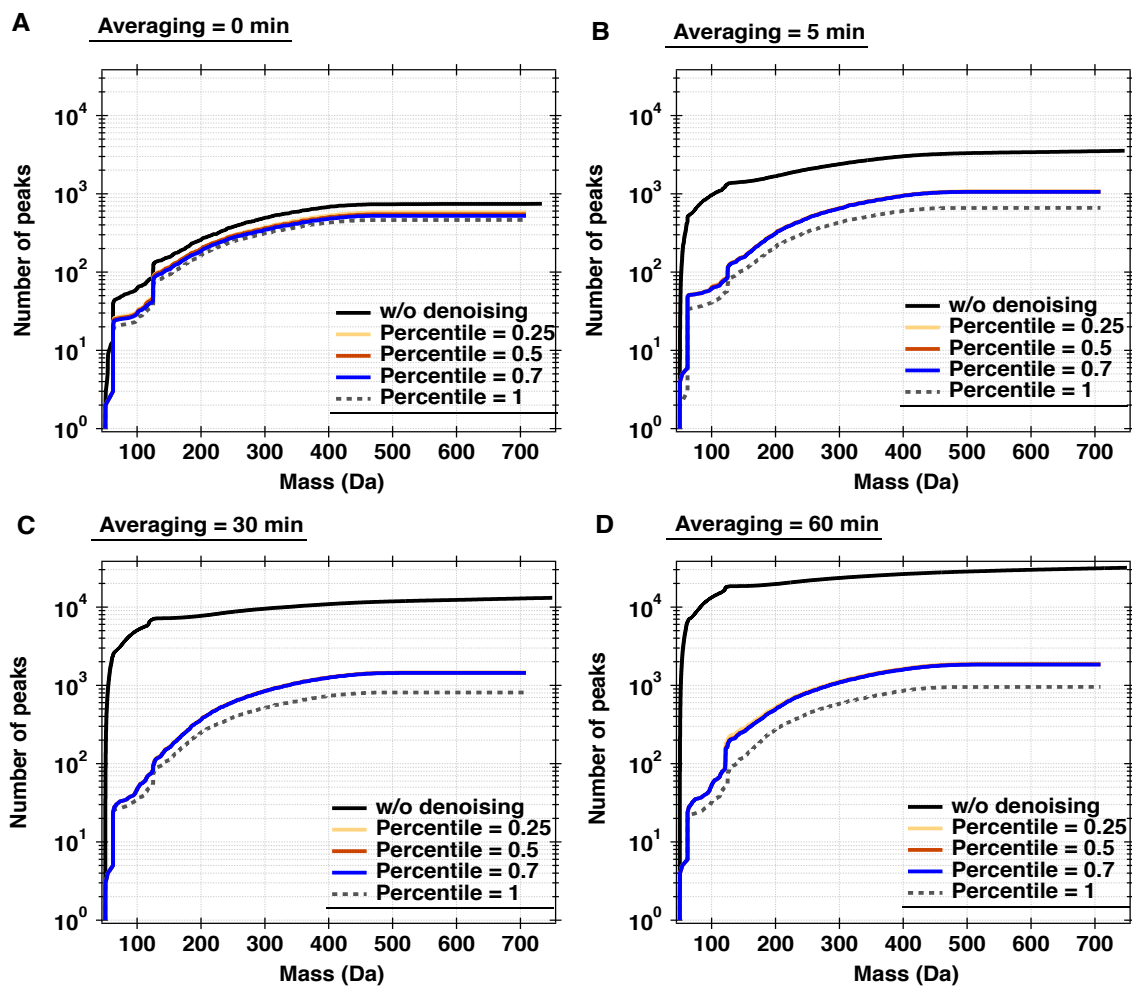 A
Averaging = 0 min
Number of peaks
10^4
10^3
10^2
10^1
10^0
w/o denoising
Percentile = 0.25
Percentile = 0.5
Percentile = 0.7
Percentile = 1
100 200 300 400 500 600 700
Mass (Da)
B
Averaging = 5 min
Number of peaks
10^4
10^3
10^2
10^1
10^0
w/o denoising
Percentile = 0.25
Percentile = 0.5
Percentile = 0.7
Percentile = 1
100 200 300 400 500 600 700
Mass (Da)
C
Averaging = 30 min
Number of peaks
10^4
10^3
10^2
10^1
10^0
w/o denoising
Percentile = 0.25
Percentile = 0.5
Percentile = 0.7
Percentile = 1
100 200 300 400 500 600 700
Mass (Da)
D
Averaging = 60 min
Number of peaks
10^4
10^3
10^2
10^1
10^0
w/o denoising
Percentile = 0.25
Percentile = 0.5
Percentile = 0.7
Percentile = 1
100 200 300 400 500 600 700
Mass (Da)